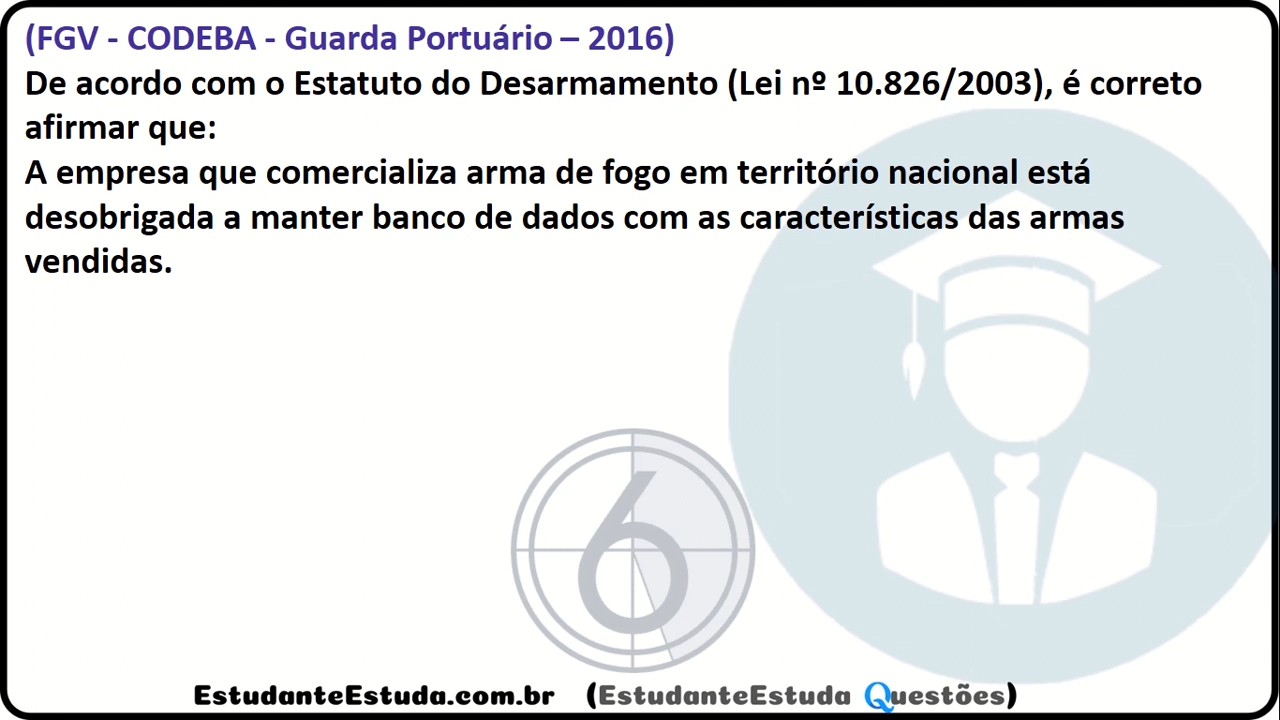 (FGV - CODEBA - Guarda Portuário – 2016)
De acordo com o Estatuto do Desarmamento (Lei nº 10.826/2003), é correto
afirmar que:
A empresa que comercializa arma de fogo em território nacional está
desobrigada a manter banco de dados com as características das armas
vendidas.
6
EstudanteEstuda.com.br (EstudanteEstuda Questões)